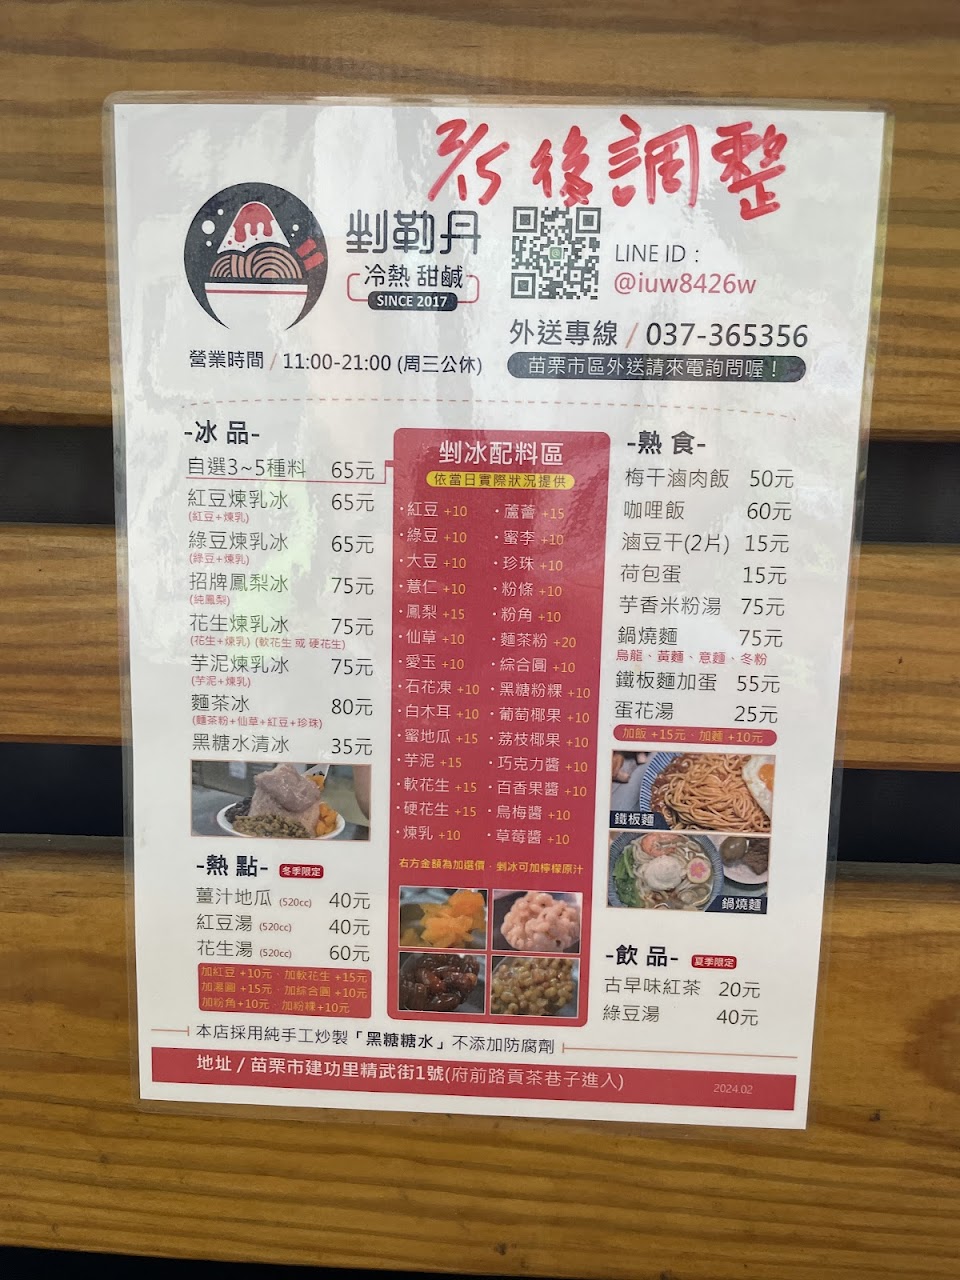 3/5後調整
剉勒丹
冷熱 甜鹹
SINCE 2017
LINE ID：
@iuw8426w
外送專線 / 037-365356
苗栗市區外送請來電詢問喔！
營業時間 / 11:00-21:00 (周三公休)
-冰 品-
自選3~5種料 65元
紅豆煉乳冰 65元
(紅豆+煉乳)
綠豆煉乳冰 65元
(綠豆+煉乳)
招牌鳳梨冰 75元
(純鳳梨)
花生煉乳冰 75元
(花生+煉乳) (軟花生 或 硬花生)
芋泥煉乳冰 75元
(芋泥+煉乳)
麵茶冰 80元
(麵茶粉+仙草+紅豆+珍珠)
黑糖水清冰 35元
-熱 點- 冬季限定
薑汁地瓜 (520cc) 40元
紅豆湯 (520cc) 40元
花生湯 (520cc) 60元
加紅豆 +10元、加軟花生 +15元
加湯圓 +15元、加綜合圓 +10元
加粉角+10元、加粉粿+10元
剉冰配料區
依當日實際狀況提供
・紅豆 +10
・綠豆 +10
・大豆 +10
・薏仁 +10
・鳳梨 +15
・仙草 +10
・愛玉 +10
・石花凍 +10
・白木耳 +10
・蜜地瓜 +15
・芋泥 +15
・軟花生 +15
・硬花生 +15
・煉乳 +10
・蘆薈 +15
・蜜李 +10
・珍珠 +10
・粉條 +10
・粉角 +10
・麵茶粉 +20
・綜合圓 +10
・黑糖粉粿 +10
・葡萄椰果 +10
・荔枝椰果 +10
・巧克力醬 +10
・百香果醬 +10
・烏梅醬 +10
・草莓醬 +10
右方金額為加選價，剉冰可加檸檬原汁
-熟 食-
梅干滷肉飯 50元
咖哩飯 60元
滷豆干(2片) 15元
荷包蛋 15元
芋香米粉湯 75元
鍋燒麵 75元
烏龍、黃麵、意麵、冬粉
鐵板麵加蛋 55元
蛋花湯 25元
加飯 +15元、加麵 +10元
鐵板麵
鍋燒麵
-飲 品- 夏季限定
古早味紅茶 20元
綠豆湯 40元
本店採用純手工炒製「黑糖糖水」不添加防腐劑
地址 / 苗栗市建功里精武街1號(府前路貢茶巷子進入)
2024.02